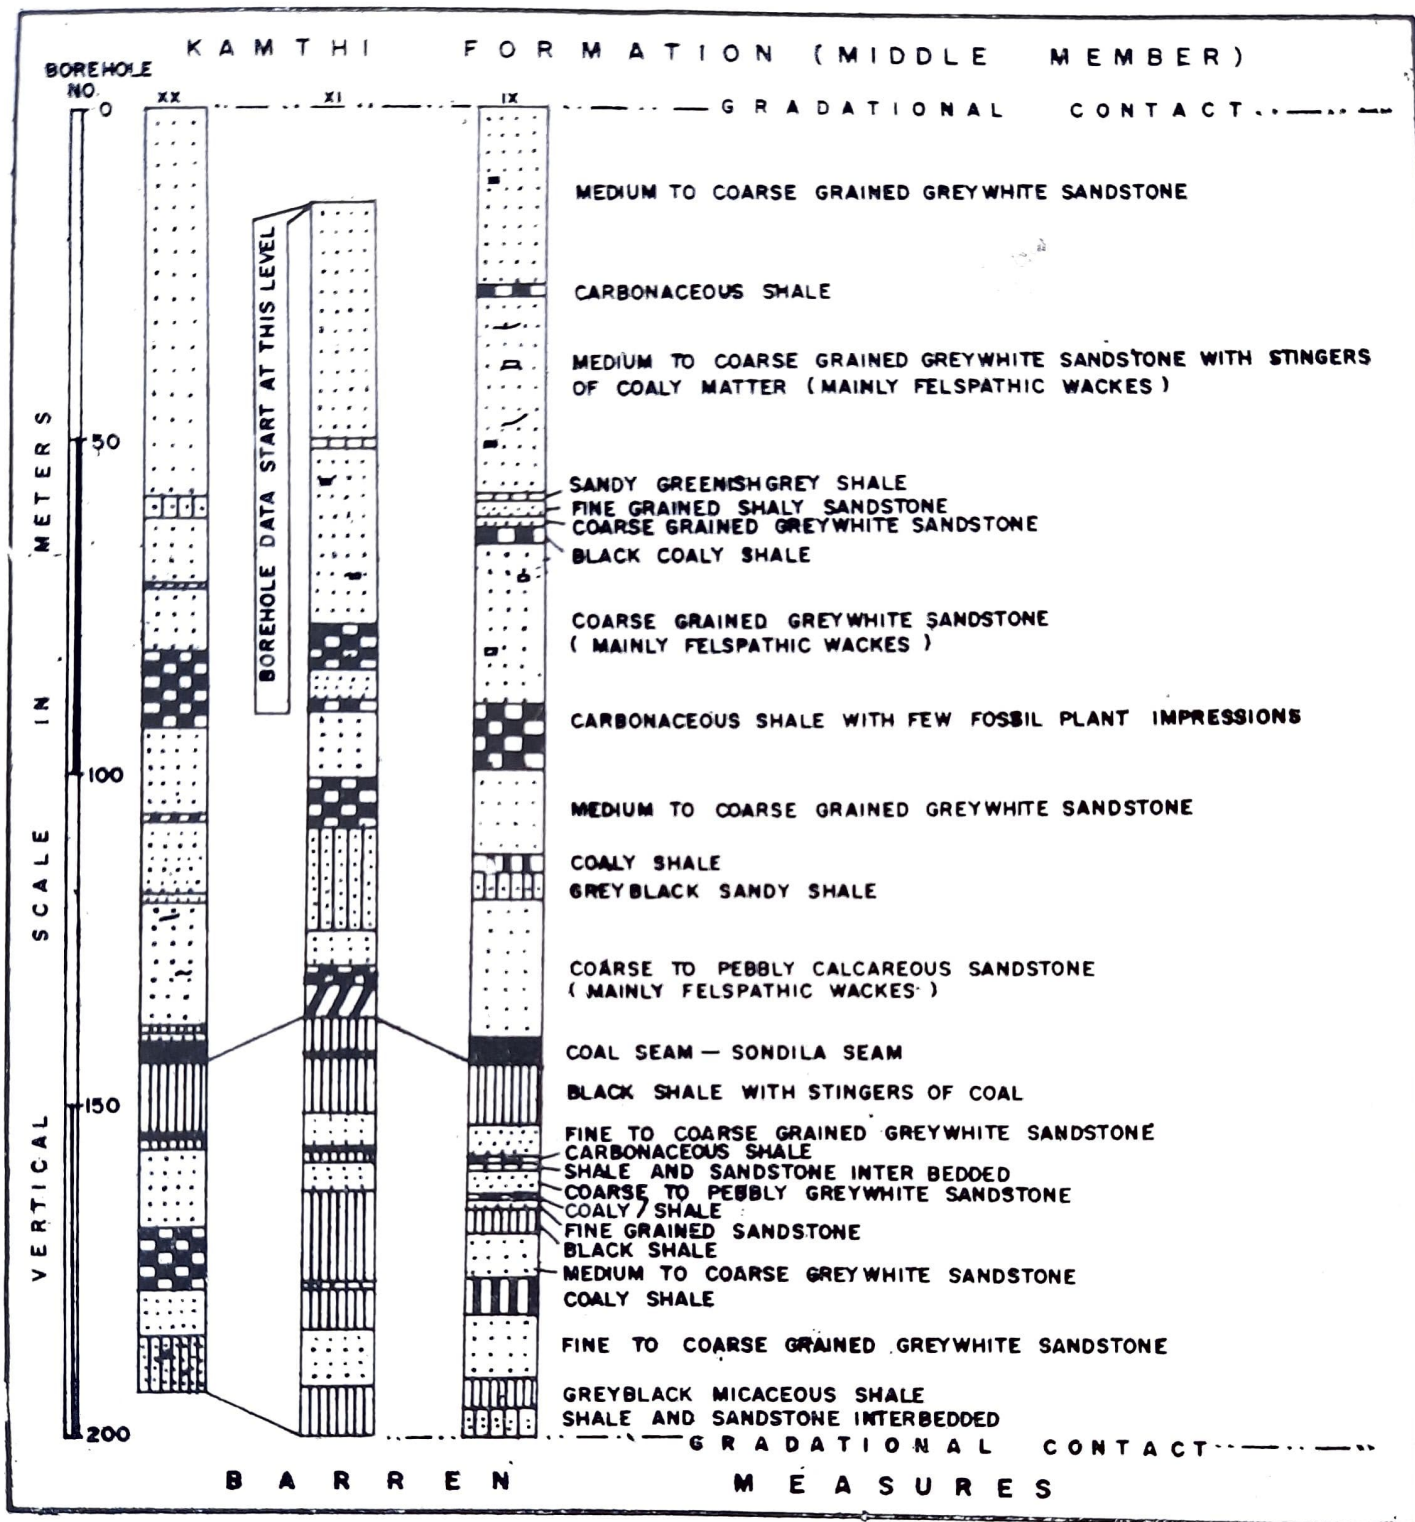 KAMTHI FORMATION (MIDDLE MEMBER)
BOREHOLE
NO.
XX
XI
IX
0
GRADATIONAL CONTACT
MEDIUM TO COARSE GRAINED GREYWHITE SANDSTONE
BOREHOLE DATA START AT THIS LEVEL
CARBONACEOUS SHALE
MEDIUM TO COARSE GRAINED GREYWHITE SANDSTONE WITH STINGERS
OF COALY MATTER (MAINLY FELSPATHIC WACKES)
50
SANDY GREENISHGREY SHALE
FINE GRAINED SHALY SANDSTONE
COARSE GRAINED GREYWHITE SANDSTONE
BLACK COALY SHALE
COARSE GRAINED GREYWHITE SANDSTONE
( MAINLY FELSPATHIC WACKES )
CARBONACEOUS SHALE WITH FEW FOSSIL PLANT IMPRESSIONS
100
MEDIUM TO COARSE GRAINED GREYWHITE SANDSTONE
COALY SHALE
GREYBLACK SANDY SHALE
COARSE TO PEBBLY CALCAREOUS SANDSTONE
( MAINLY FELSPATHIC WACKES )
COAL SEAM — SONDILA SEAM
BLACK SHALE WITH STINGERS OF COAL
150
FINE TO COARSE GRAINED GREYWHITE SANDSTONE
CARBONACEOUS SHALE
SHALE AND SANDSTONE INTER BEDDED
COARSE TO PEBBLY GREYWHITE SANDSTONE
COALY / SHALE
FINE GRAINED SANDSTONE
BLACK SHALE
MEDIUM TO COARSE GREYWHITE SANDSTONE
COALY SHALE
FINE TO COARSE GRAINED GREYWHITE SANDSTONE
GREYBLACK MICACEOUS SHALE
SHALE AND SANDSTONE INTERBEDDED
200
GRADATIONAL CONTACT
VERTICAL SCALE IN METERS
BARREN MEASURES